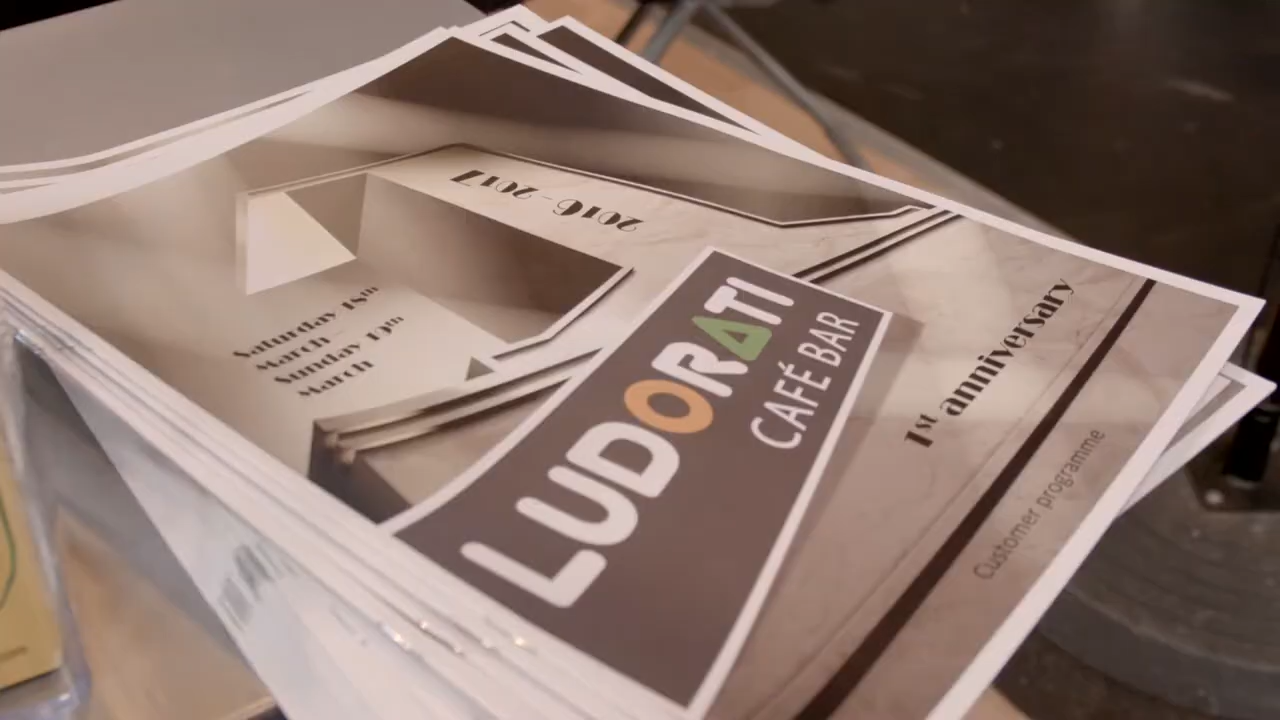 2016 - 2017
Saturday 18th
March –
Sunday 19th
March
LUDORATI
CAFÉ BAR
1st anniversary
Customer programme